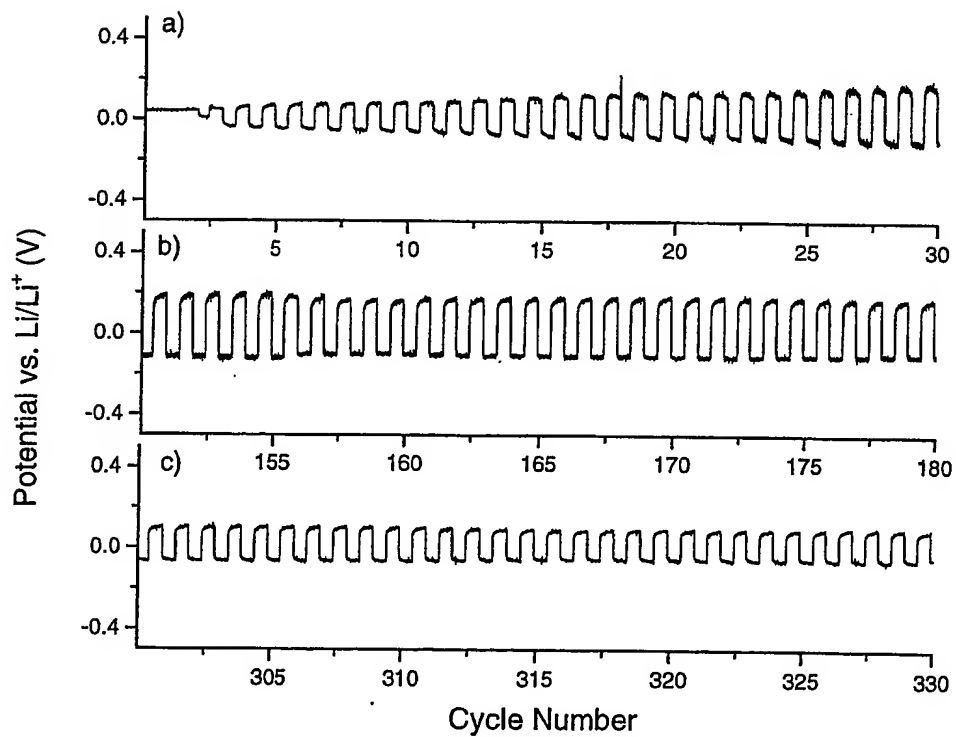 a)
0.4
0.0
-0.4
5 10 15 20 25 30
b)
0.4
0.0
-0.4
155 160 165 170 175 180
c)
0.4
0.0
-0.4
305 310 315 320 325 330
Potential vs. Li/Li⁺ (V)
Cycle Number